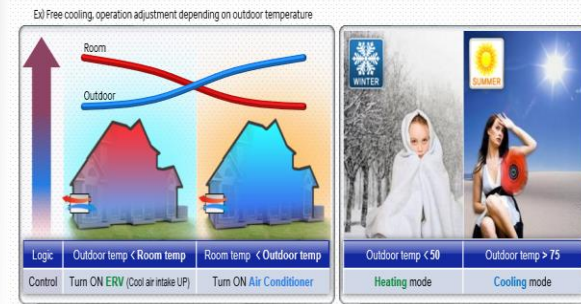 Ex) Free cooling, operation adjustment depending on outdoor temperature
Room
Outdoor
WINTER
SUMMER
Logic Outdoor temp < Room temp Room temp < Outdoor temp
Control Turn ON ERV (Cool air intake UP) Turn ON Air Conditioner
Outdoor temp < 50 Outdoor temp > 75
Heating mode Cooling mode